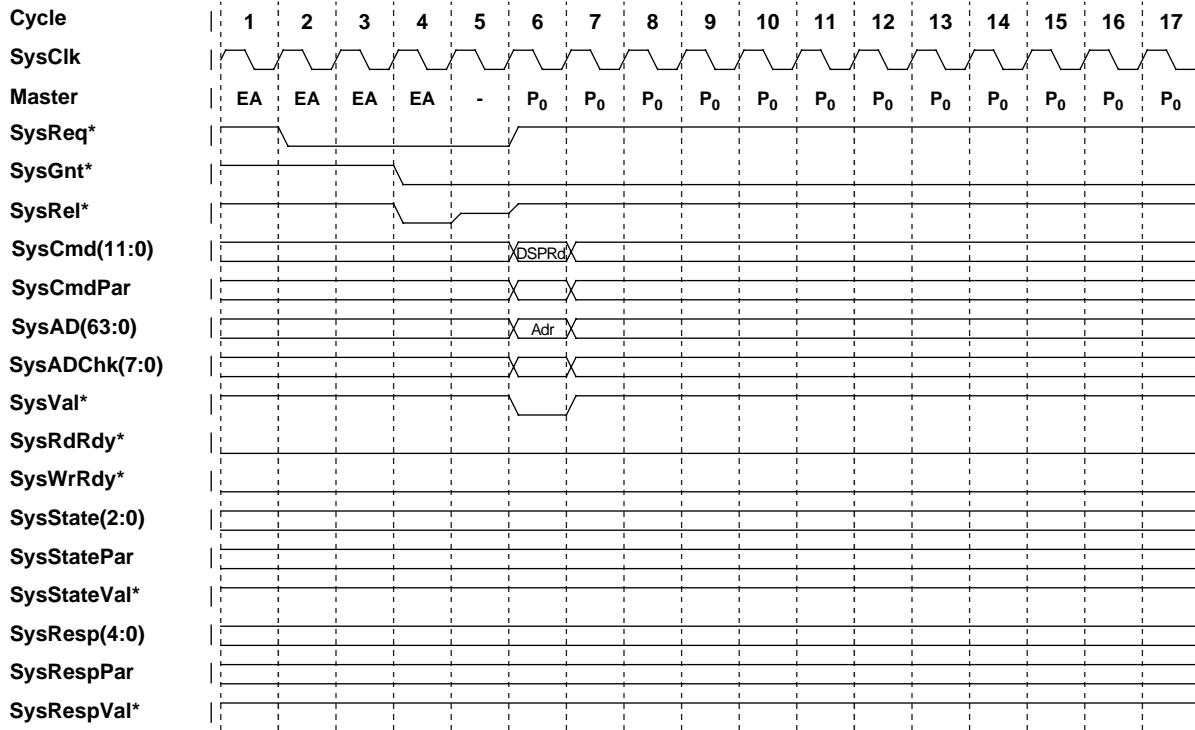 Cycle | 1 2 3 4 5 6 7 8 9 10 11 12 13 14 15 16 17
SysClk |
Master | EA EA EA EA - P0 P0 P0 P0 P0 P0 P0 P0 P0 P0 P0 P0
SysReq* |
SysGnt* |
SysRel* |
SysCmd(11:0) | DSPRd
SysCmdPar |
SysAD(63:0) | Adr
SysADChk(7:0) |
SysVal* |
SysRdRdy* |
SysWrRdy* |
SysState(2:0) |
SysStatePar |
SysStateVal* |
SysResp(4:0) |
SysRespPar |
SysRespVal* |